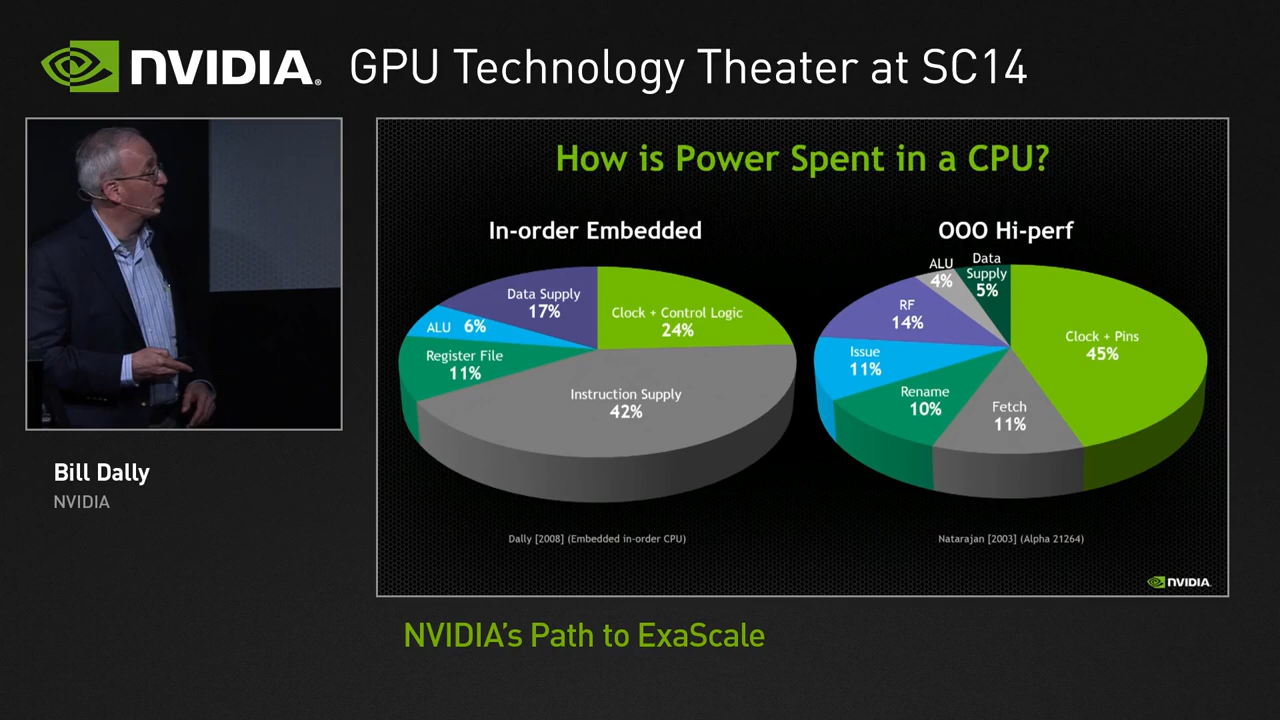 NVIDIA. GPU Technology Theater at SC14
How is Power Spent in a CPU?
In-order Embedded
Data Supply
17%
Clock + Control Logic
24%
ALU 6%
Register File
11%
Instruction Supply
42%
Dally [2008] (Embedded in-order CPU)
OOO Hi-perf
ALU
4%
Data
Supply
5%
RF
14%
Clock + Pins
45%
Issue
11%
Rename
10%
Fetch
11%
Natarajan [2003] (Alpha 21264)
NVIDIA.
Bill Dally
NVIDIA
NVIDIA's Path to ExaScale